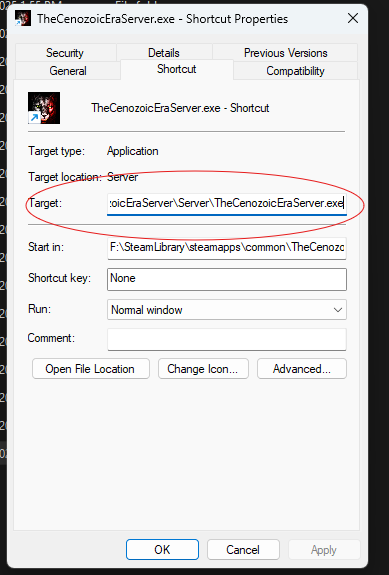 TheCenozoicEraServer.exe - Shortcut Properties
Security Details Previous Versions
General Shortcut Compatibility
TheCenozoicEraServer.exe - Shortcut
Target type: Application
Target location: Server
Target: :oicEraServer\Server\TheCenozoicEraServer.exe
Start in: F:\SteamLibrary\steamapps\common\TheCenozo
Shortcut key: None
Run: Normal window
Comment:
Open File Location Change Icon... Advanced...
OK Cancel Apply